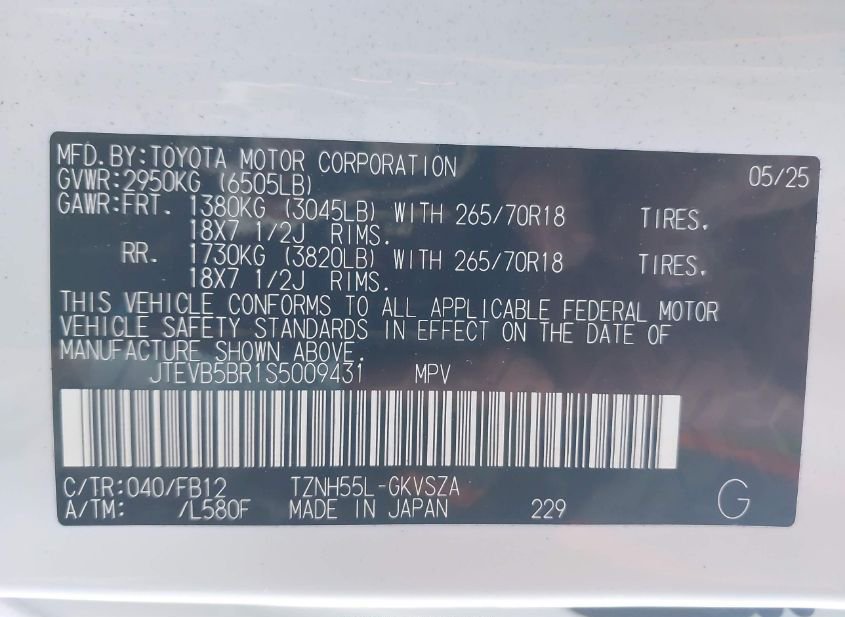 MFD.BY:TOYOTA MOTOR CORPORATION 05/25
GVWR:2950KG (6505LB)
GAWR:FRT. 1380KG (3045LB) WITH 265/70R18 TIRES.
18X7 1/2J RIMS.
RR. 1730KG (3820LB) WITH 265/70R18 TIRES.
18X7 1/2J RIMS.
THIS VEHICLE CONFORMS TO ALL APPLICABLE FEDERAL MOTOR
VEHICLE SAFETY STANDARDS IN EFFECT ON THE DATE OF
MANUFACTURE SHOWN ABOVE.
JTEVB5BR1S5009431 MPV
C/TR:040/FB12 TZNH55L-GKVSZA
A/TM: /L580F MADE IN JAPAN 229 G